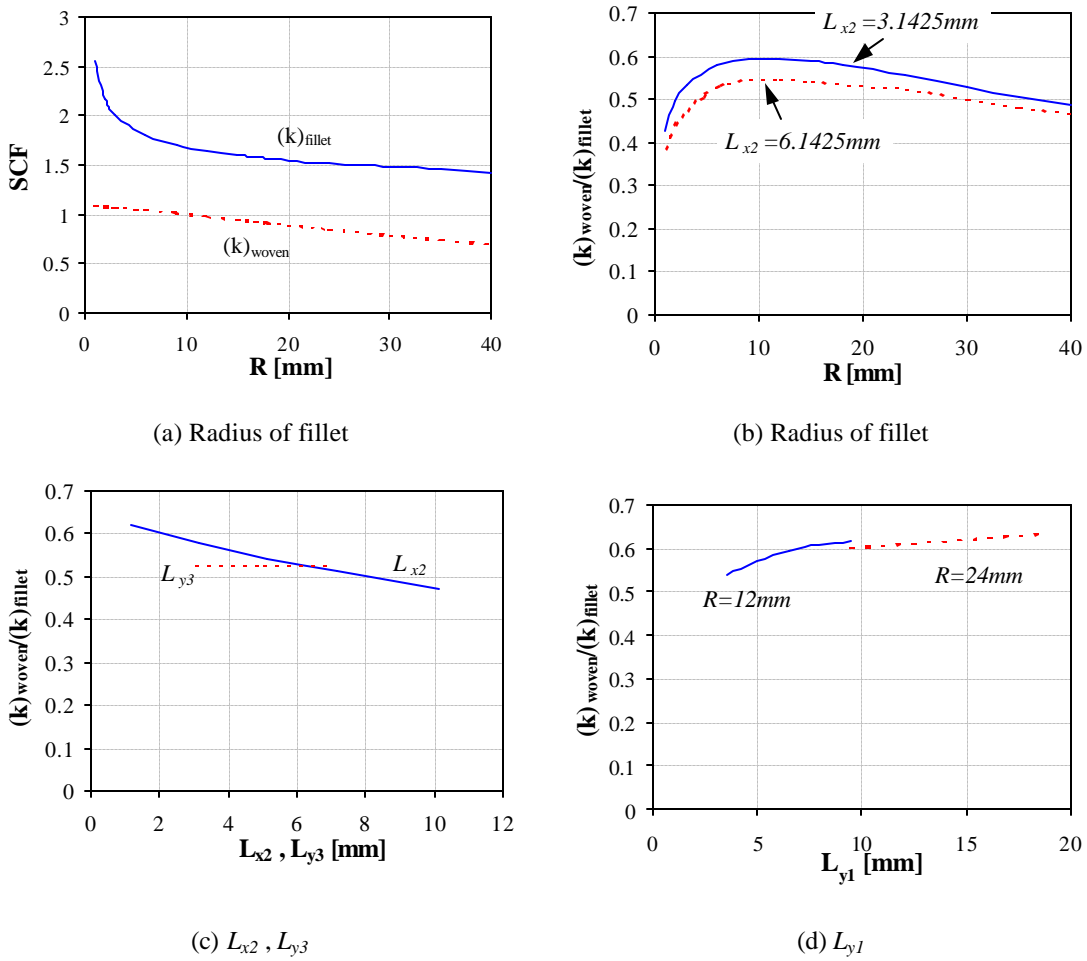 3
2.5
2
1.5
1
0.5
0
SCF
(k)fillet
(k)woven
0 10 20 30 40
R [mm]
(a) Radius of fillet
0.7
0.6
0.5
0.4
0.3
0.2
0.1
0
(k)woven/(k)fillet
Lx2 =3.1425mm
Lx2 =6.1425mm
0 10 20 30 40
R [mm]
(b) Radius of fillet
0.7
0.6
0.5
0.4
0.3
0.2
0.1
0
(k)woven/(k)fillet
Ly3
Lx2
0 2 4 6 8 10 12
Lx2 , Ly3 [mm]
(c) Lx2 , Ly3
0.7
0.6
0.5
0.4
0.3
0.2
0.1
0
(k)woven/(k)fillet
R=12mm
R=24mm
0 5 10 15 20
Ly1 [mm]
(d) Ly1